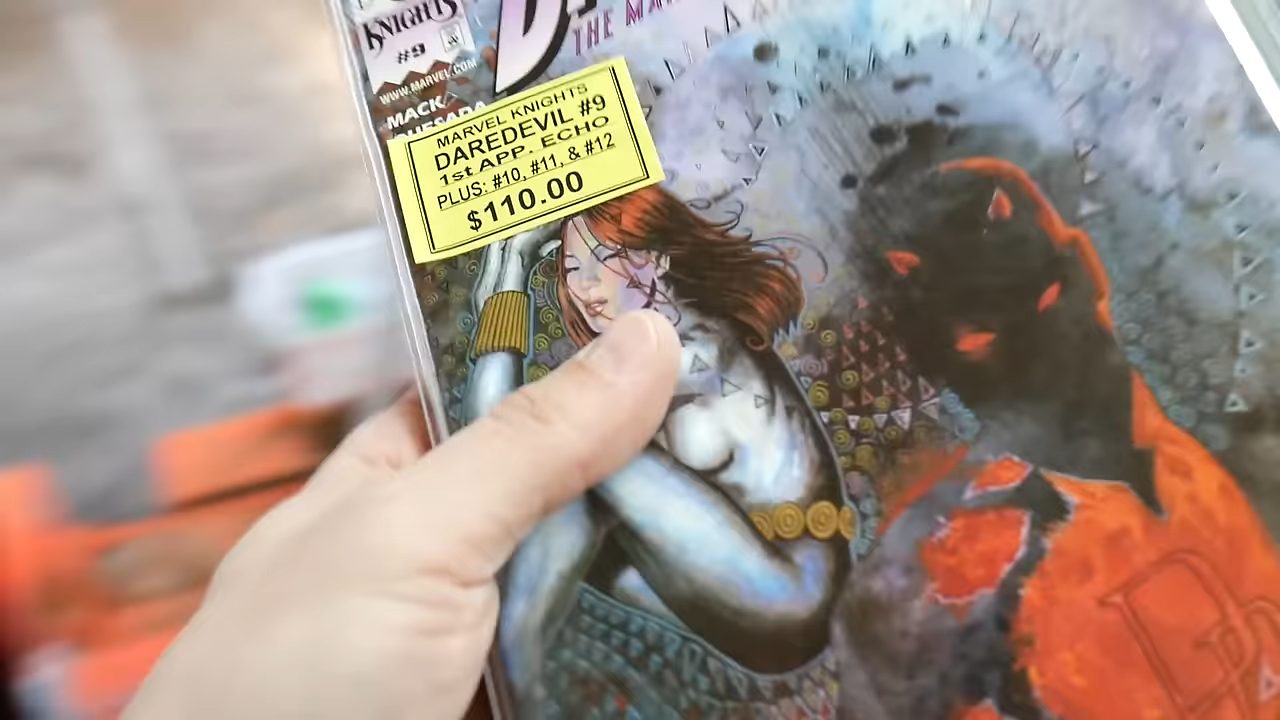 KNIGHTS
#9
WWW.MARVEL.COM
MACK
QUESADA
THE MA
MARVEL KNIGHTS
DAREDEVIL #9
1st APP. ECHO
PLUS: #10, #11, & #12
$110.00